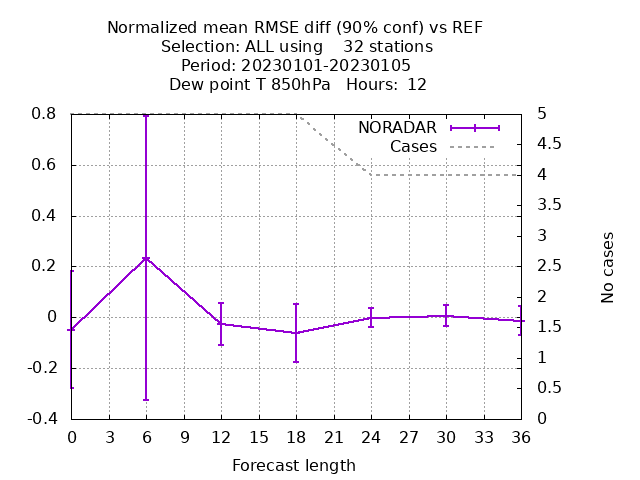 Normalized mean RMSE diff (90% conf) vs REF
Selection: ALL using    32 stations
Period: 20230101-20230105
Dew point T 850hPa   Hours:  12
NORADAR
Cases
0.8
0.6
0.4
0.2
0
-0.2
-0.4
5
4.5
4
3.5
3
2.5
2
1.5
1
0.5
0
No cases
0 3 6 9 12 15 18 21 24 27 30 33 36
Forecast length